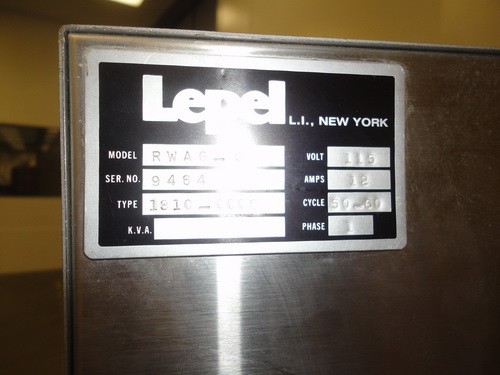 Lepel
L.I., NEW YORK
MODEL RWAG VOLT 115
SER. NO. 9464 AMPS 12
TYPE 1810 CYCLE 50-60
K.V.A. PHASE 1